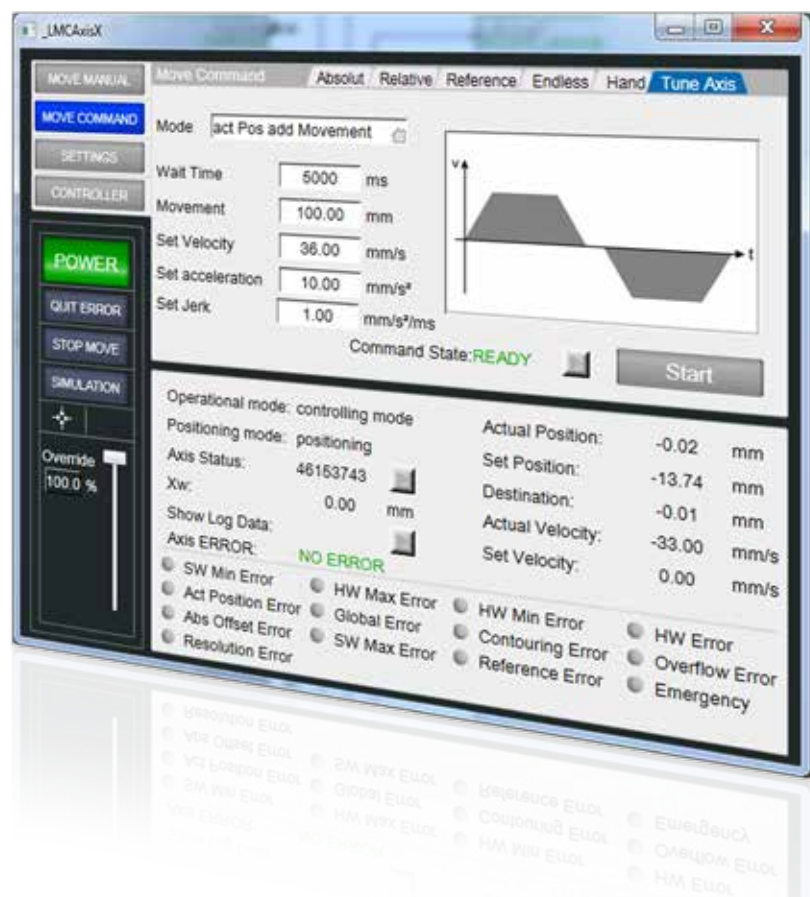 _LMCAxisX
MOVE MANUAL
MOVE COMMAND
SETTINGS
CONTROLLER
POWER
QUIT ERROR
STOP MOVE
SIMULATION
Override
100.0 %
Move Command Absolut Relative Reference Endless Hand Tune Axis
Mode act Pos add Movement
Wait Time 5000 ms
Movement 100.00 mm
Set Velocity 36.00 mm/s
Set acceleration 10.00 mm/s²
Set Jerk 1.00 mm/s²/ms
v
t
Command State:READY Start
Operational mode: controlling mode
Positioning mode: positioning
Axis Status: 46153743
Xw: 0.00 mm
Show Log Data:
Axis ERROR: NO ERROR
Actual Position: -0.02 mm
Set Position: -13.74 mm
Destination: -0.01 mm
Actual Velocity: -33.00 mm/s
Set Velocity: 0.00 mm/s
SW Min Error HW Max Error HW Min Error HW Error
Act Position Error Global Error Contouring Error Overflow Error
Abs Offset Error SW Max Error Reference Error Emergency
Resolution Error